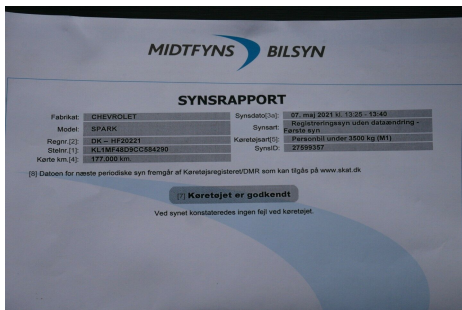 MIDTFYNS BILSYN
SYNSRAPPORT
Fabrikat: CHEVROLET
Model: SPARK
Regnr.[2]: DK - HF20221
Stelnr.[1]: KL1MF48D9CC584290
Kørte km.[4]: 177.000 km
Synsdato[3a]: 07. maj 2021 kl. 13:25 - 13:40
Synsart: Registreringssyn uden dataændring -
Første syn
Køretøjsart[5]: Personbil under 3500 kg (M1)
SynsID: 27599357
[8] Datoen for næste periodiske syn fremgår af Køretøjsregisteret/DMR som kan tilgås på www.skat.dk
[7] Køretøjet er godkendt
Ved synet konstateredes ingen fejl ved køretøjet.